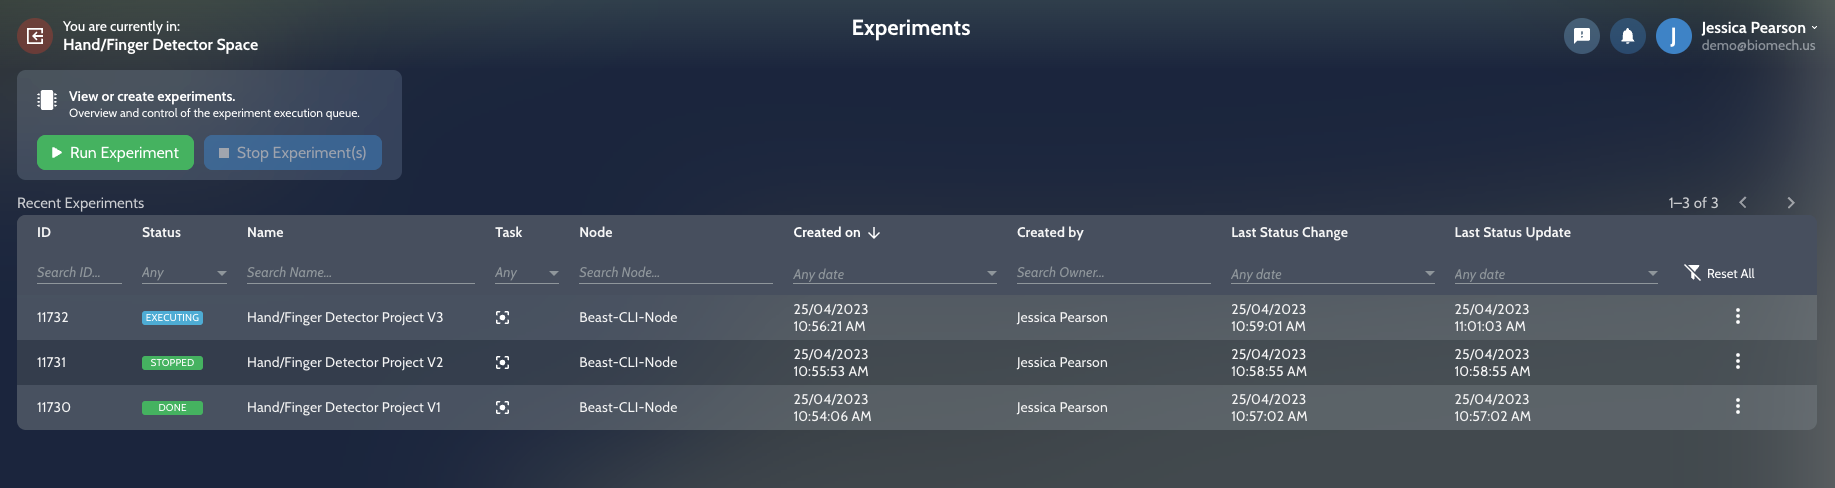 You are currently in:
Hand/Finger Detector Space
Experiments
J
Jessica Pearson
demo@biomech.us
View or create experiments.
Overview and control of the experiment execution queue.
Run Experiment
Stop Experiment(s)
Recent Experiments
1–3 of 3
ID Status Name Task Node Created on Created by Last Status Change Last Status Update
Search ID... Any Search Name... Any Search Node... Any date Search Owner... Any date Any date Reset All
11732 EXECUTING Hand/Finger Detector Project V3 Beast-CLI-Node 25/04/2023 10:56:21 AM Jessica Pearson 25/04/2023 10:59:01 AM 25/04/2023 11:01:03 AM
11731 STOPPED Hand/Finger Detector Project V2 Beast-CLI-Node 25/04/2023 10:55:53 AM Jessica Pearson 25/04/2023 10:58:55 AM 25/04/2023 10:58:55 AM
11730 DONE Hand/Finger Detector Project V1 Beast-CLI-Node 25/04/2023 10:54:06 AM Jessica Pearson 25/04/2023 10:57:02 AM 25/04/2023 10:57:02 AM